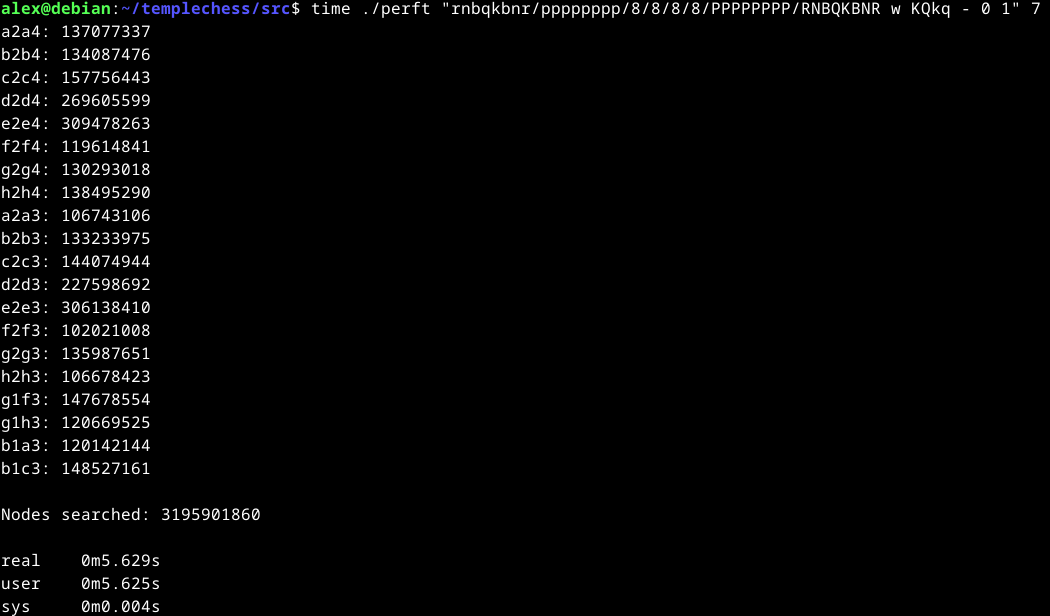 alex@debian:~/templechess/src$ time ./perft "rnbqkbnr/pppppppp/8/8/8/8/PPPPPPPP/RNBQKBNR w KQkq - 0 1" 7
a2a4: 137077337
b2b4: 134087476
c2c4: 157756443
d2d4: 269605599
e2e4: 309478263
f2f4: 119614841
g2g4: 130293018
h2h4: 138495290
a2a3: 106743106
b2b3: 133233975
c2c3: 144074944
d2d3: 227598692
e2e3: 306138410
f2f3: 102021008
g2g3: 135987651
h2h3: 106678423
g1f3: 147678554
g1h3: 120669525
b1a3: 120142144
b1c3: 148527161
Nodes searched: 3195901860
real 0m5.629s
user 0m5.625s
sys 0m0.004s